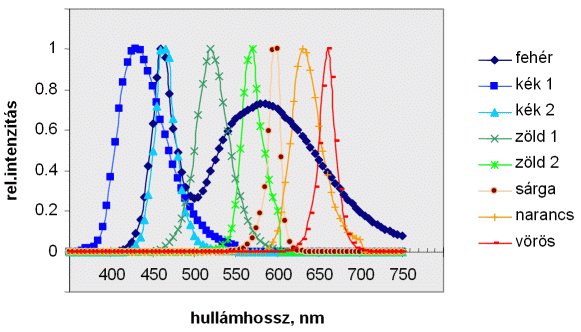 rel.intenzitás
1
0.8
0.6
0.4
0.2
0
400 450 500 550 600 650 700 750
hullámhossz, nm
fehér
kék 1
kék 2
zöld 1
zöld 2
sárga
narancs
vörös